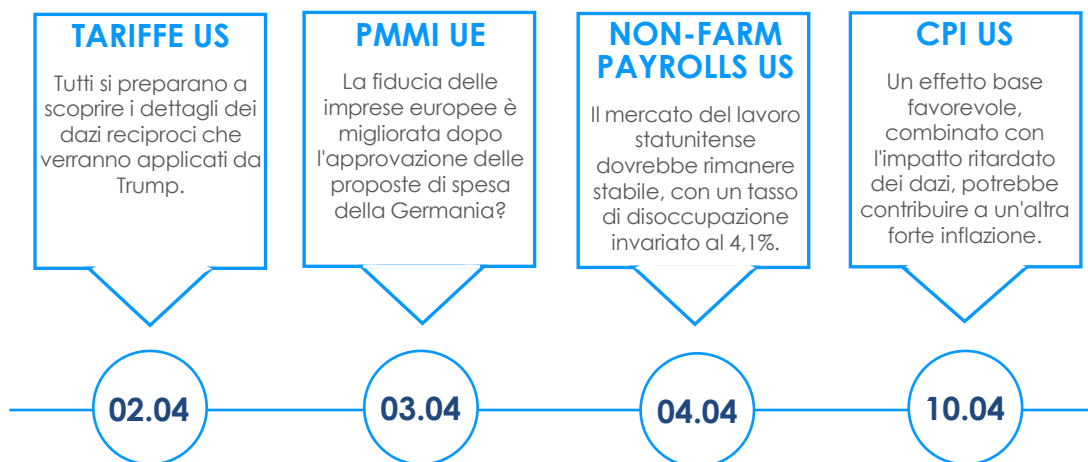 TARIFFE US
Tutti si preparano a
scoprire i dettagli dei
dazi reciproci che
verranno applicati da
Trump.
PMMI UE
La fiducia delle
imprese europee è
migliorata dopo
l'approvazione delle
proposte di spesa
della Germania?
NON-FARM
PAYROLLS US
Il mercato del lavoro
statunitense
dovrebbe rimanere
stabile, con un tasso
di disoccupazione
invariato al 4,1%.
CPI US
Un effetto base
favorevole,
combinato con
l'impatto ritardato
dei dazi, potrebbe
contribuire a un'altra
forte inflazione.
02.04
03.04
04.04
10.04